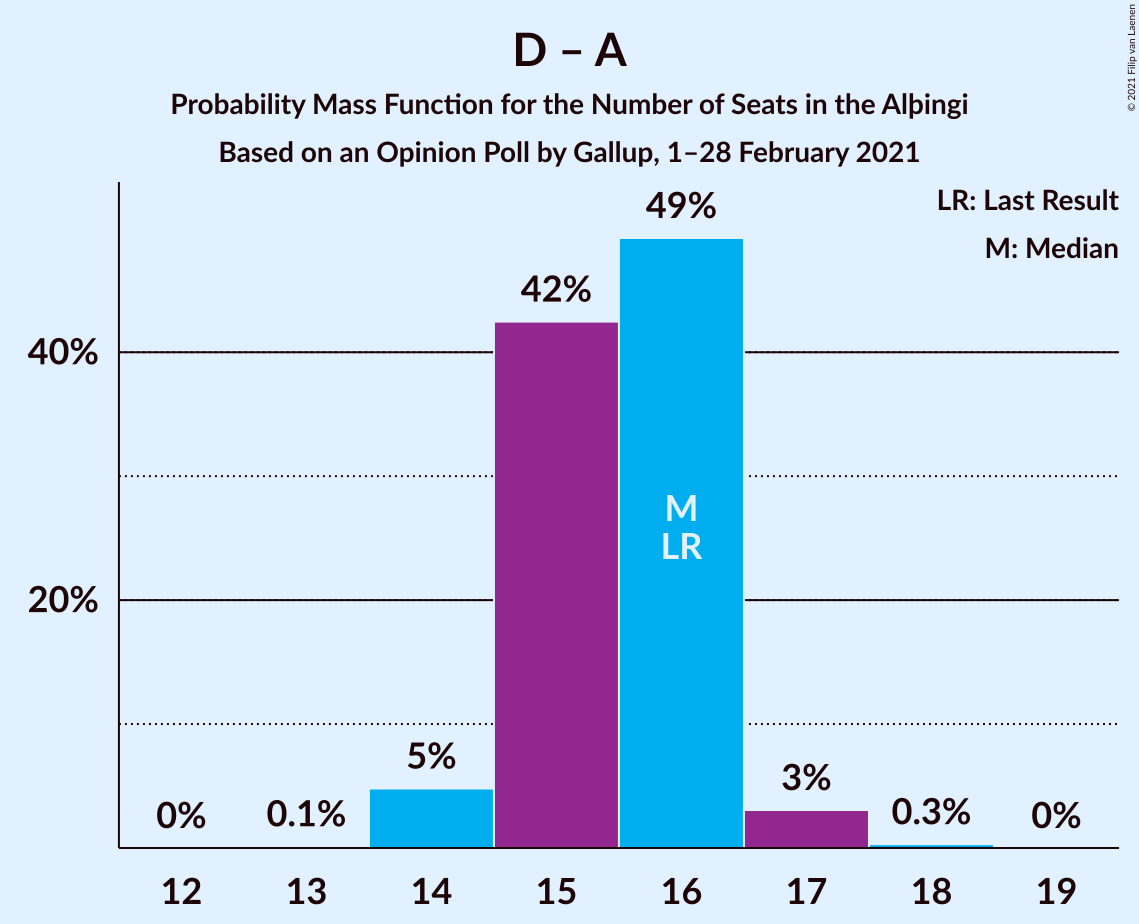 D – A
Probability Mass Function for the Number of Seats in the Alþingi
Based on an Opinion Poll by Gallup, 1–28 February 2021
© 2021 Filip van Laenen
LR: Last Result
M: Median
49%
42%
40%
M
LR
20%
5%
3%
0%
0.1%
0.3%
0%
12
13
14
15
16
17
18
19